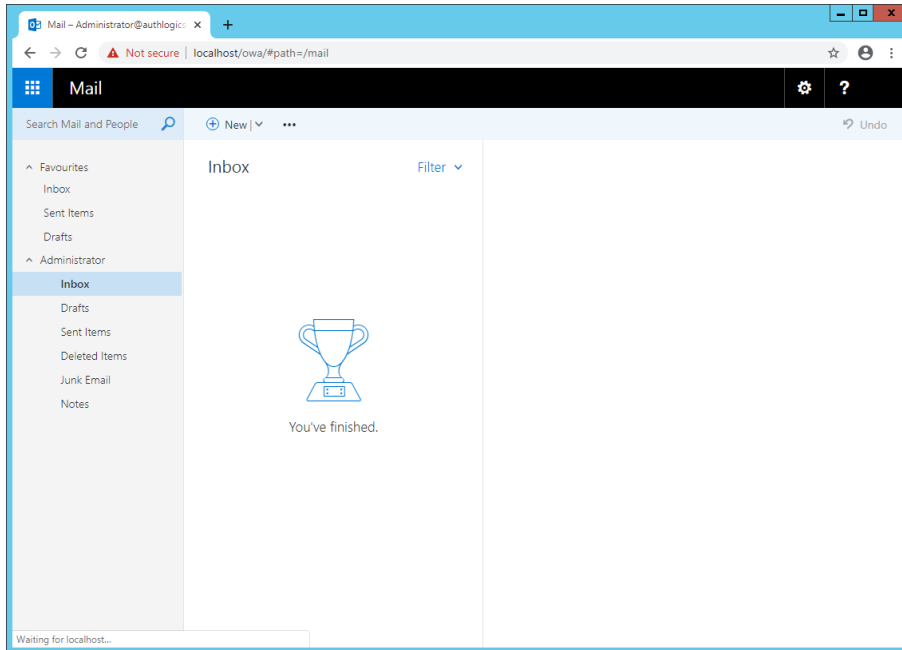 Mail – Administrator@authlogics
Not secure | localhost/owa/#path=/mail
Mail
?
Search Mail and People
New
Undo
Favourites
Inbox
Sent Items
Drafts
Administrator
Inbox
Drafts
Sent Items
Deleted Items
Junk Email
Notes
Inbox
Filter
You've finished.
Waiting for localhost...